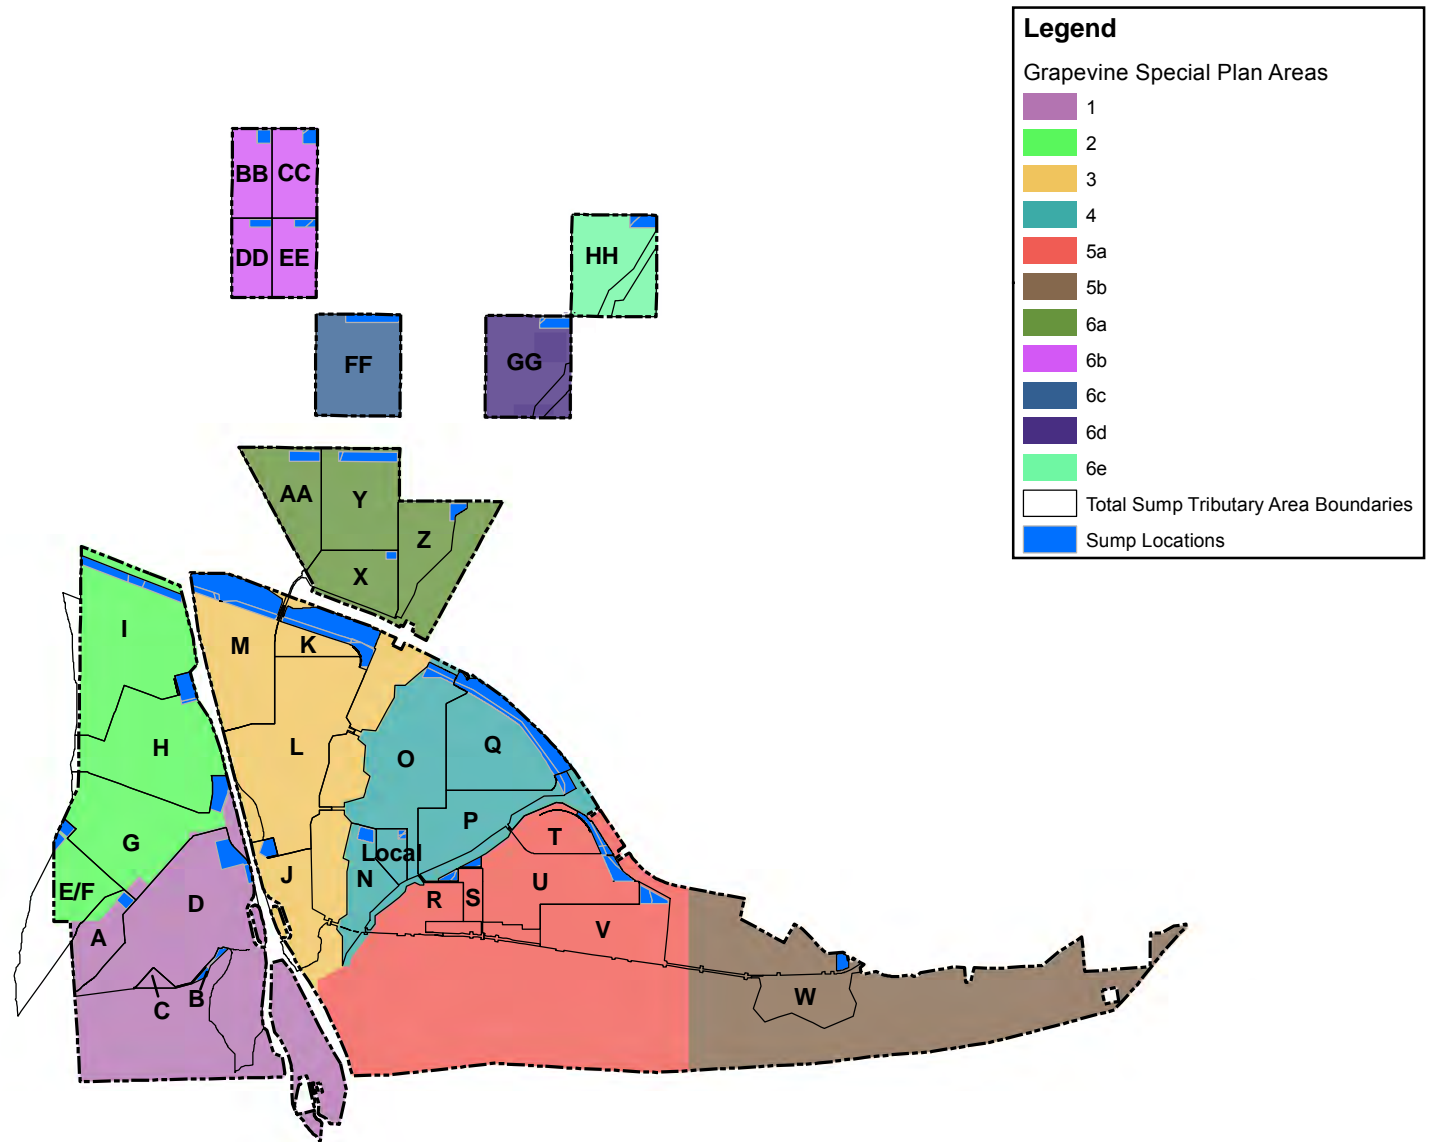 Legend
Grapevine Special Plan Areas
1
2
3
4
5a
5b
6a
6b
6c
6d
6e
Total Sump Tributary Area Boundaries
Sump Locations
BB CC
DD EE
HH
FF
GG
AA
Y
Z
X
I
M
K
H
L
O
Q
G
P
T
J
Local
N
E/F
D
R
S
U
V
A
C
B
W